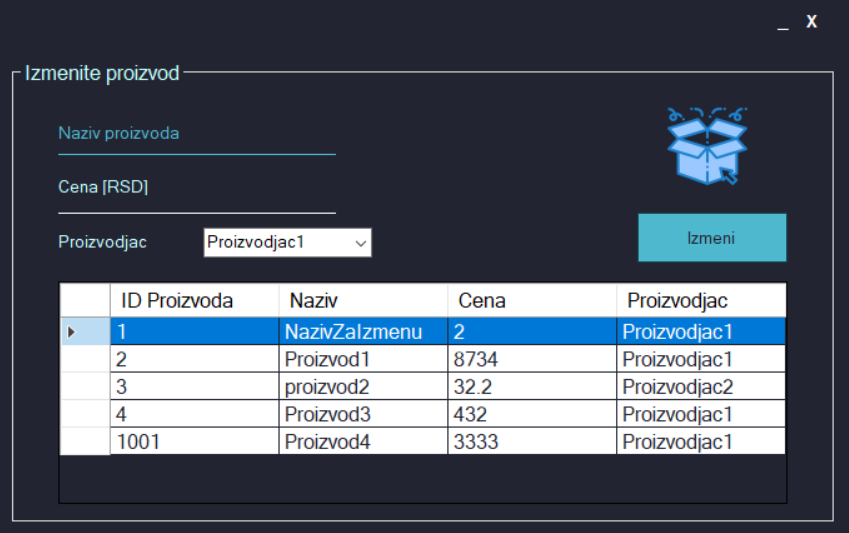 _ X
Izmenite proizvod
Naziv proizvoda
Cena [RSD]
Proizvodjac Proizvodjac1
Izmeni
ID Proizvoda Naziv Cena Proizvodjac
1 NazivZaIzmenu 2 Proizvodjac1
2 Proizvod1 8734 Proizvodjac1
3 proizvod2 32.2 Proizvodjac2
4 Proizvod3 432 Proizvodjac1
1001 Proizvod4 3333 Proizvodjac1